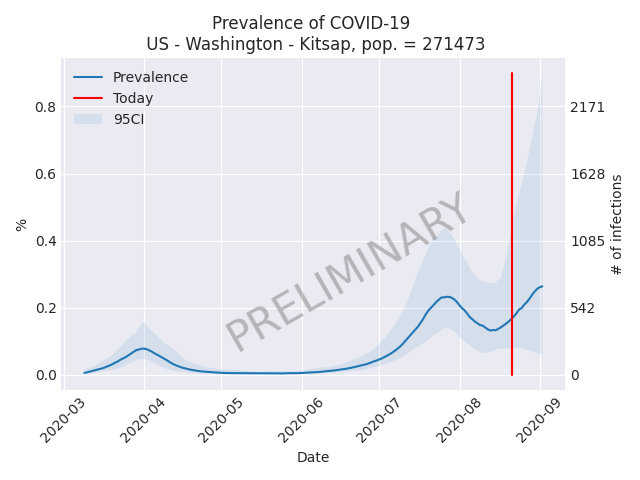 Prevalence of COVID-19
US - Washington - Kitsap, pop. = 271473
Prevalence
Today
95CI
PRELIMINARY
%
0.8
0.6
0.4
0.2
0.0
2171
1628
1085
542
0
# of infections
2020-03
2020-04
2020-05
2020-06
2020-07
2020-08
2020-09
Date